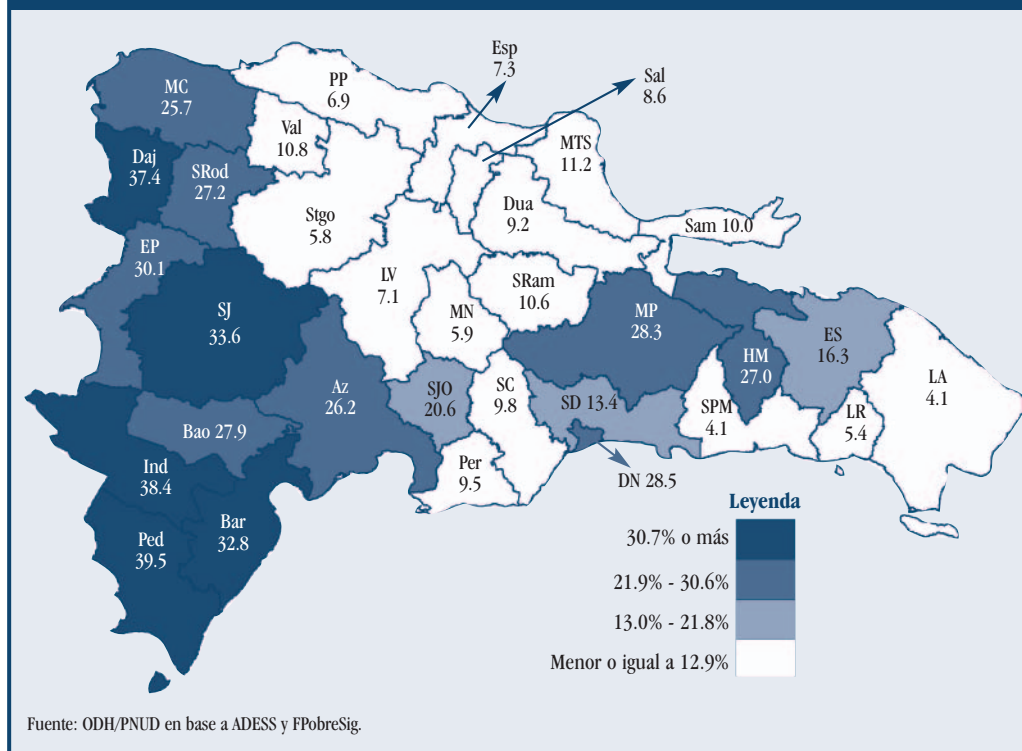 Esp
7.3
Sal
8.6
PP
6.9
MC
25.7
Val
10.8
MTS
11.2
Daj
37.4
SRod
27.2
Stgo
5.8
Dua
9.2
Sam 10.0
EP
30.1
LV
7.1
SRam
10.6
SJ
33.6
MN
5.9
MP
28.3
ES
16.3
HM
27.0
LA
4.1
Az
26.2
SJO
20.6
SC
9.8
SD 13.4
SPM
4.1
LR
5.4
Bao 27.9
Per
9.5
DN 28.5
Ind
38.4
Bar
32.8
Ped
39.5
Leyenda
30.7% o más
21.9% - 30.6%
13.0% - 21.8%
Menor o igual a 12.9%
Fuente: ODH/PNUD en base a ADESS y FPobreSig.